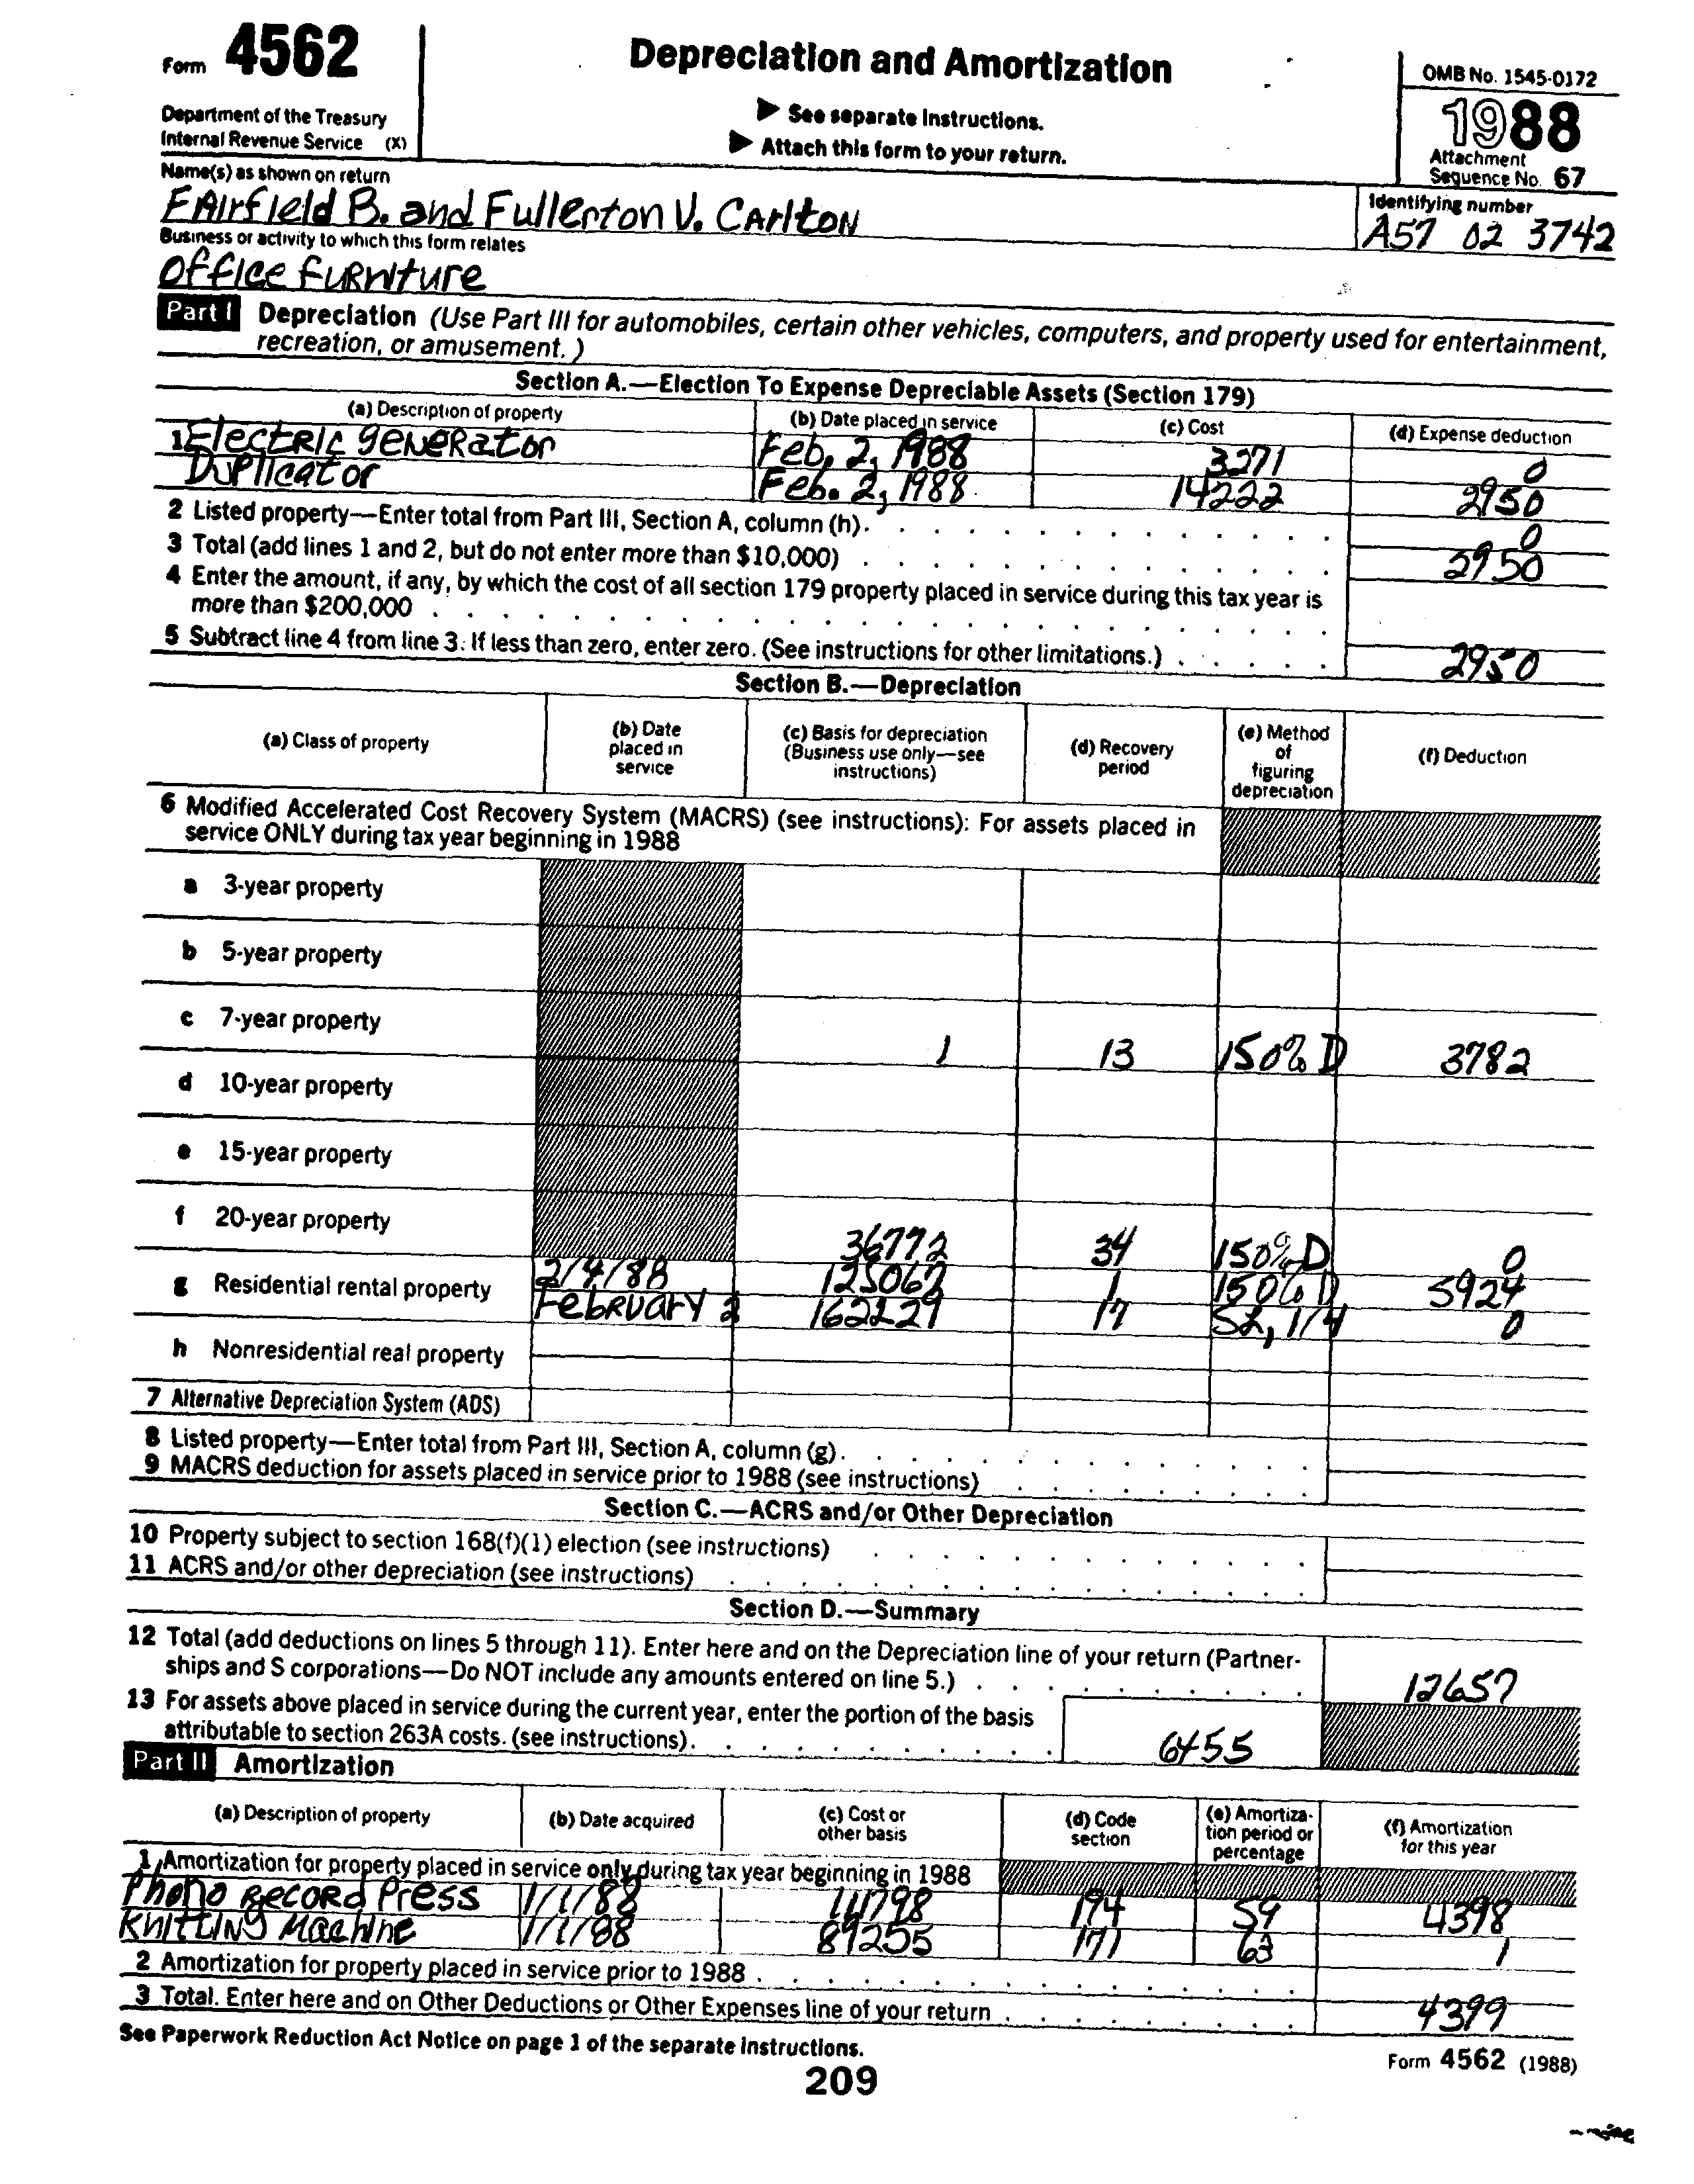 Form 4562
Depreciation and Amortization
OMB No. 1545-0172
Department of the Treasury
Internal Revenue Service (X)
▶ See separate Instructions.
▶ Attach this form to your return.
1988
Attachment
Sequence No. 67
Name(s) as shown on return
FAirfield B. and Fullerton V. CArltON
Identifying number
A57 02 3742
Business or activity to which this form relates
Office FURNiture
Part I Depreciation (Use Part III for automobiles, certain other vehicles, computers, and property used for entertainment,
recreation, or amusement.)
Section A.—Election To Expense Depreciable Assets (Section 179)
(a) Description of property (b) Date placed in service (c) Cost (d) Expense deduction
1 Electric generator Feb. 2, 1988 3271 0
Duplicator Feb. 2, 1988 14222 2950
2 Listed property—Enter total from Part III, Section A, column (h). 0
3 Total (add lines 1 and 2, but do not enter more than $10,000) 2950
4 Enter the amount, if any, by which the cost of all section 179 property placed in service during this tax year is
more than $200,000
5 Subtract line 4 from line 3. If less than zero, enter zero. (See instructions for other limitations.) 2950
Section B.—Depreciation
(a) Class of property (b) Date placed in service (c) Basis for depreciation (Business use only—see instructions) (d) Recovery period (e) Method of figuring depreciation (f) Deduction
6 Modified Accelerated Cost Recovery System (MACRS) (see instructions): For assets placed in
service ONLY during tax year beginning in 1988
a 3-year property
b 5-year property
c 7-year property
1 13 150% D 3782
d 10-year property
e 15-year property
f 20-year property
36772 34 150% D 0
g Residential rental property 2/4/88 125062 1 150% D 5924
February 2 162229 17 SL, 1/4 0
h Nonresidential real property
7 Alternative Depreciation System (ADS)
8 Listed property—Enter total from Part III, Section A, column (g).
9 MACRS deduction for assets placed in service prior to 1988 (see instructions)
Section C.—ACRS and/or Other Depreciation
10 Property subject to section 168(f)(1) election (see instructions)
11 ACRS and/or other depreciation (see instructions)
Section D.—Summary
12 Total (add deductions on lines 5 through 11). Enter here and on the Depreciation line of your return (Partner-
ships and S corporations—Do NOT include any amounts entered on line 5.) 12657
13 For assets above placed in service during the current year, enter the portion of the basis
attributable to section 263A costs. (see instructions). 6455
Part II Amortization
(a) Description of property (b) Date acquired (c) Cost or other basis (d) Code section (e) Amortiza-tion period or percentage (f) Amortization for this year
1 Amortization for property placed in service only during tax year beginning in 1988
Phono Record Press 1/1/88 14798 194 59 4398
Knitting Machine 1/1/88 89255 171 63 1
2 Amortization for property placed in service prior to 1988
3 Total. Enter here and on Other Deductions or Other Expenses line of your return 4399
See Paperwork Reduction Act Notice on page 1 of the separate Instructions.
Form 4562 (1988)
209